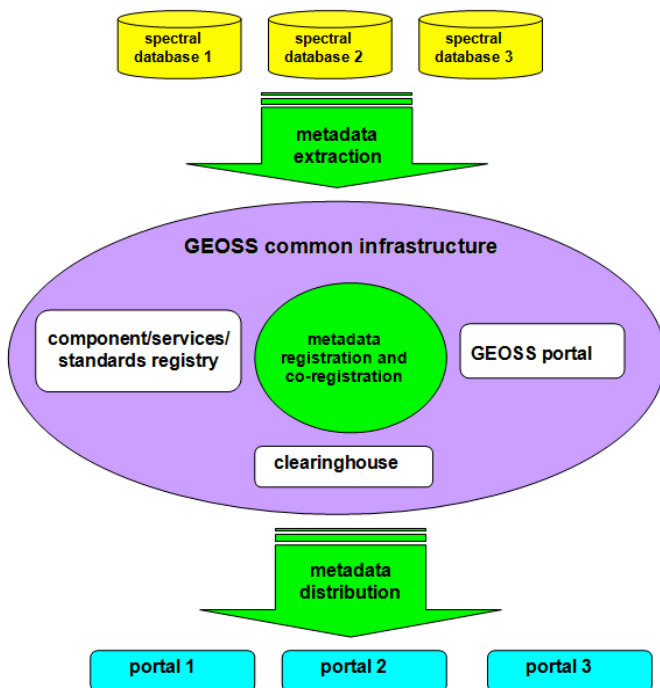 spectral
database 1
spectral
database 2
spectral
database 3
metadata
extraction
GEOSS common infrastructure
component/services/
standards registry
metadata
registration and
co-registration
GEOSS portal
clearinghouse
metadata
distribution
portal 1
portal 2
portal 3